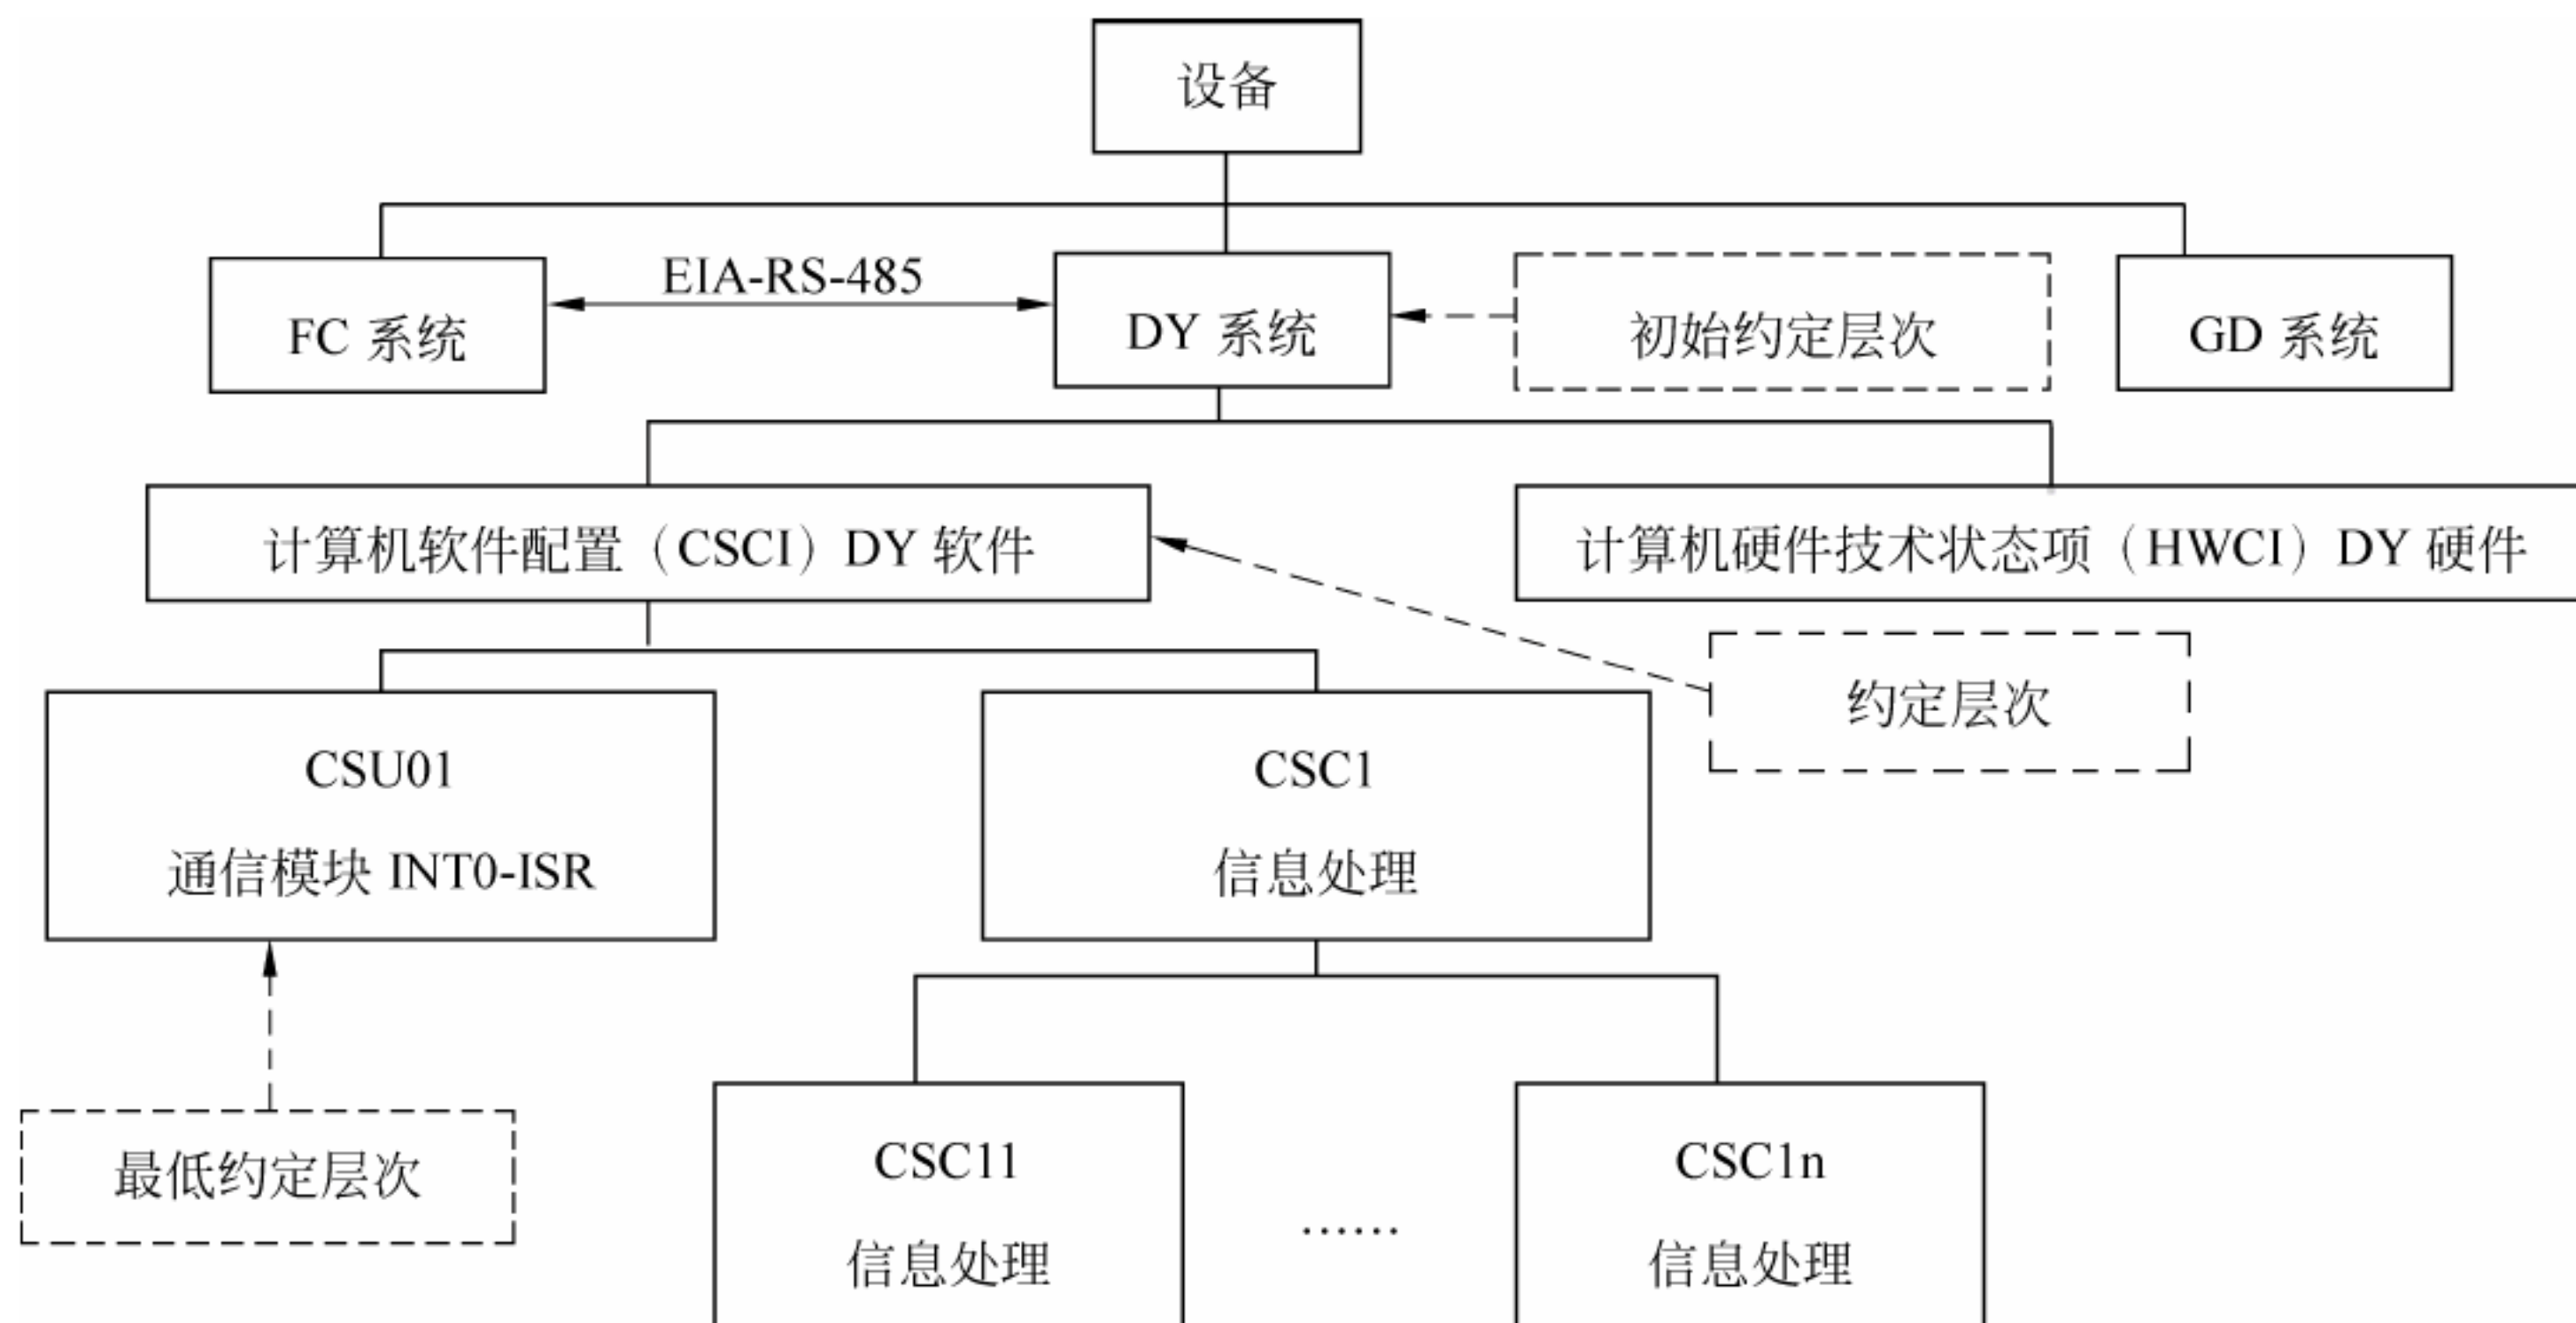 设备
EIA-RS-485
FC 系统
DY 系统
初始约定层次
GD 系统
计算机软件配置（CSCI）DY 软件
计算机硬件技术状态项（HWCI）DY 硬件
约定层次
CSU01
通信模块 INT0-ISR
CSC1
信息处理
最低约定层次
CSC11
信息处理
……
CSC1n
信息处理